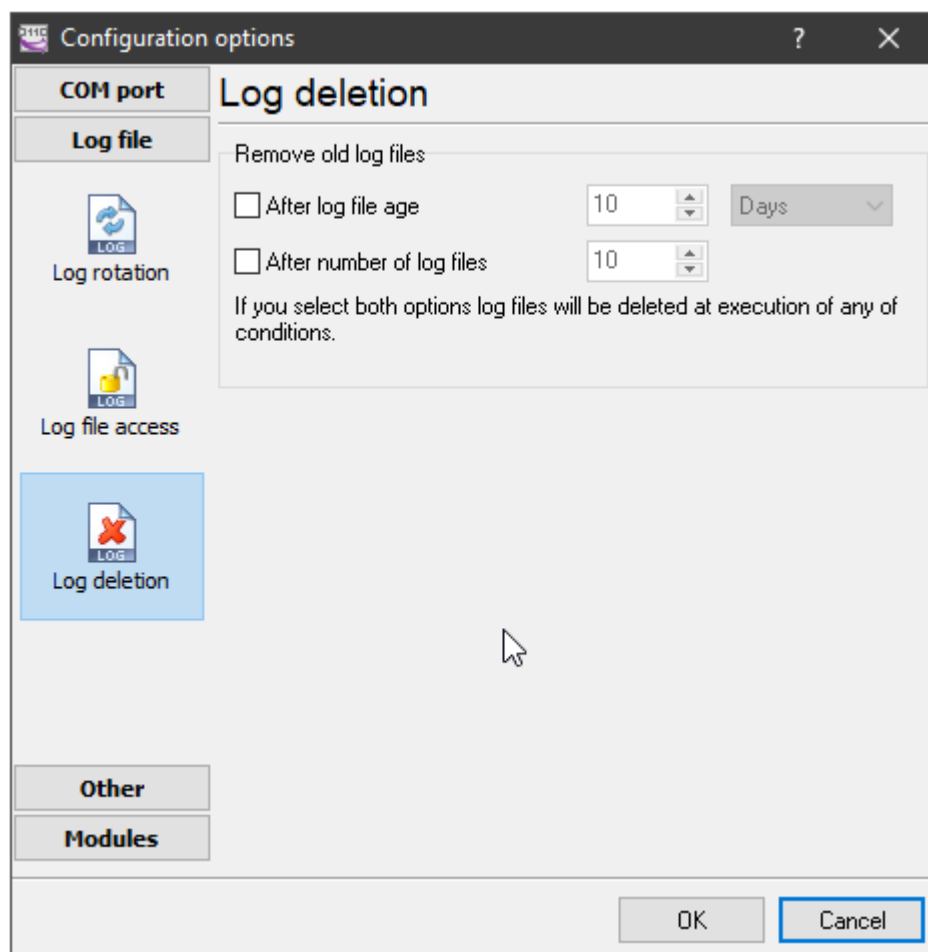 Configuration options
?
COM port
Log file
LOG
Log rotation
LOG
Log file access
LOG
Log deletion
Other
Modules
Log deletion
Remove old log files
After log file age 10 Days
After number of log files 10
If you select both options log files will be deleted at execution of any of
conditions.
OK Cancel